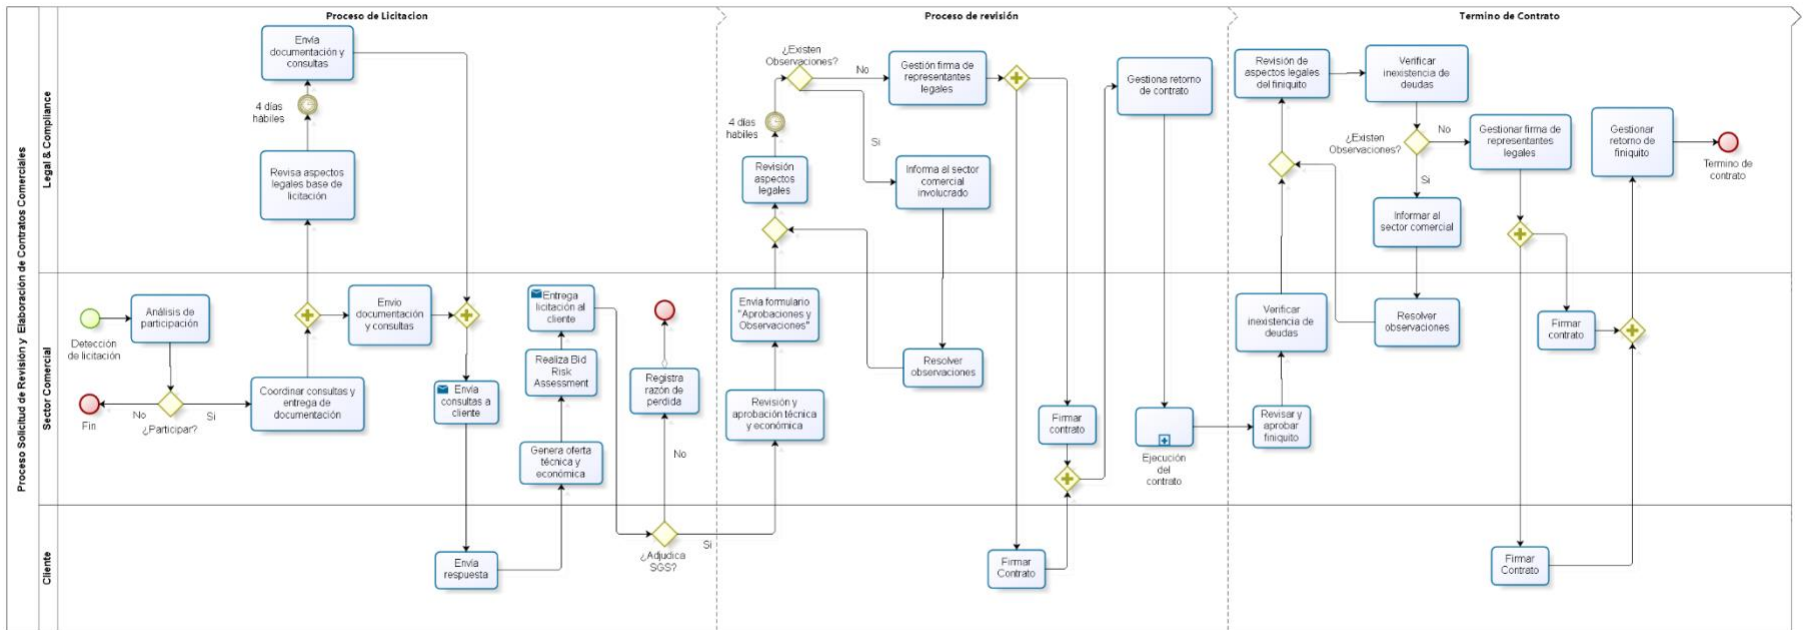 Proceso Solicitud de Revisión y Elaboración de Contratos Comerciales
Proceso de Licitacion
Proceso de revisión
Termino de Contrato
Legal & Compliance
Envía
documentación y
consultas
4 días
hábiles
Revisa aspectos
legales base de
licitación
¿Existen
Observaciones?
No
Si
4 días
habiles
Revisión
aspectos
legales
Gestión firma de
representantes
legales
Informa al sector
comercial
involucrado
Gestiona retorno
de contrato
Revisión de
aspectos legales
del finiquito
Verificar
inexistencia de
deudas
¿Existen
Observaciones?
No
Si
Gestionar firma de
representantes
legales
Informar al
sector comercial
Gestionar
retorno de
finiquito
Termino de
contrato
Sector Comercial
Detección
de licitación
Análisis de
participación
Fin
No
Si
¿Participar?
Coordinar consultas y
entrega de
documentación
Envio
documentación
y consultas
Envía
consultas a
cliente
Entrega
licitación al
cliente
Realiza Bid
Risk
Assessment
Genera oferta
técnica y
económica
Registra
razón de
perdida
No
Envía formulario
"Aprobaciones y
Observaciones"
Revisión y
aprobación técnica
y económica
Resolver
observaciones
Firmar
contrato
Ejecución
del
contrato
Verificar
inexistencia de
deudas
Revisar y
aprobar
finiquito
Resolver
observaciones
Firmar
contrato
Cliente
Envía
respuesta
¿Adjudica
SGS?
Si
Firmar
Contrato
Firmar
Contrato